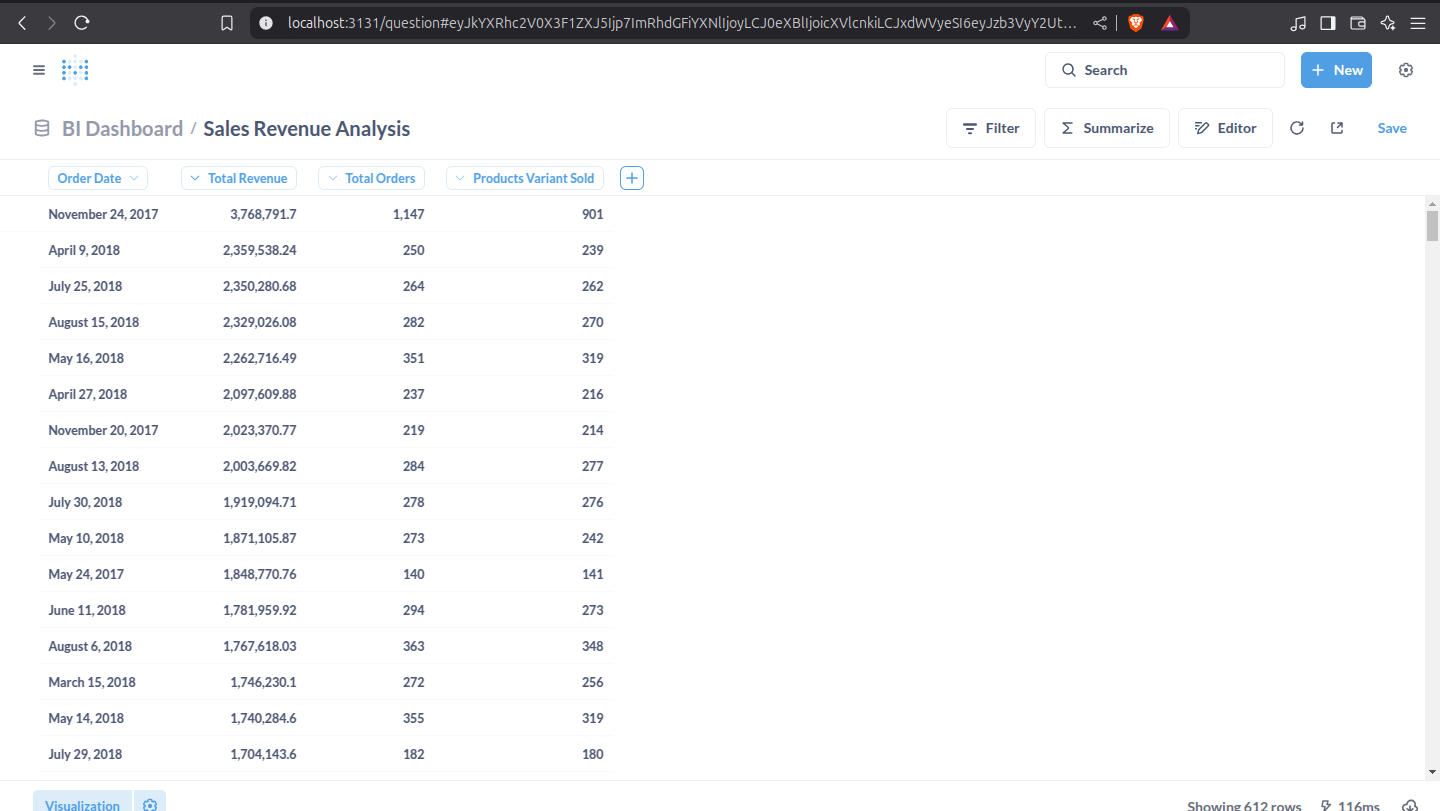 localhost:3131/question#eyJkYXRhc2V0X3F1ZXJ5Ijp7ImRhdGFiYXNlIjoyLCJ0eXBlIjoicXVlcnkiLCJxdWVyeSI6eyJzb3VyY2Ut...
Search
+ New
BI Dashboard / Sales Revenue Analysis
Filter
Σ Summarize
Editor
Save
Order Date Total Revenue Total Orders Products Variant Sold +
November 24, 2017 3,768,791.7 1,147 901
April 9, 2018 2,359,538.24 250 239
July 25, 2018 2,350,280.68 264 262
August 15, 2018 2,329,026.08 282 270
May 16, 2018 2,262,716.49 351 319
April 27, 2018 2,097,609.88 237 216
November 20, 2017 2,023,370.77 219 214
August 13, 2018 2,003,669.82 284 277
July 30, 2018 1,919,094.71 278 276
May 10, 2018 1,871,105.87 273 242
May 24, 2017 1,848,770.76 140 141
June 11, 2018 1,781,959.92 294 273
August 6, 2018 1,767,618.03 363 348
March 15, 2018 1,746,230.1 272 256
May 14, 2018 1,740,284.6 355 319
July 29, 2018 1,704,143.6 182 180
Visualization
Showing 612 rows
116ms